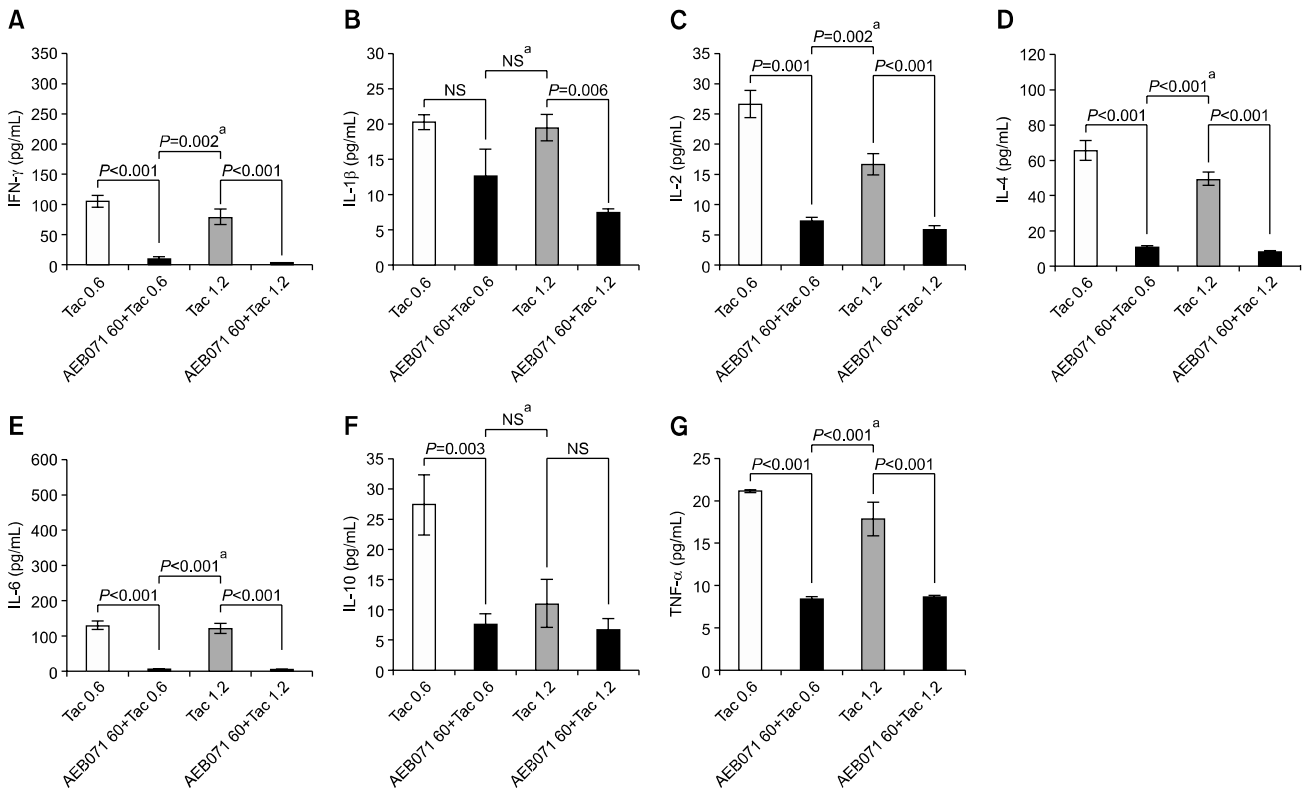 A
IFN-γ (pg/mL)
350
300
250
200
150
100
50
0
P<0.001
P=0.002a
P<0.001
Tac 0.6
AEB071 60+Tac 0.6
Tac 1.2
AEB071 60+Tac 1.2
B
IL-1β (pg/mL)
30
25
20
15
10
5
0
NS
NSa
P=0.006
Tac 0.6
AEB071 60+Tac 0.6
Tac 1.2
AEB071 60+Tac 1.2
C
IL-2 (pg/mL)
35
30
25
20
15
10
5
0
P=0.001
P=0.002a
P<0.001
Tac 0.6
AEB071 60+Tac 0.6
Tac 1.2
AEB071 60+Tac 1.2
D
IL-4 (pg/mL)
120
100
80
60
40
20
0
P<0.001
P<0.001a
P<0.001
Tac 0.6
AEB071 60+Tac 0.6
Tac 1.2
AEB071 60+Tac 1.2
E
IL-6 (pg/mL)
600
500
400
300
200
100
0
P<0.001
P<0.001a
P<0.001
Tac 0.6
AEB071 60+Tac 0.6
Tac 1.2
AEB071 60+Tac 1.2
F
IL-10 (pg/mL)
35
30
25
20
15
10
5
0
P=0.003
NSa
NS
Tac 0.6
AEB071 60+Tac 0.6
Tac 1.2
AEB071 60+Tac 1.2
G
TNF-α (pg/mL)
25
20
15
10
5
0
P<0.001
P<0.001a
P<0.001
Tac 0.6
AEB071 60+Tac 0.6
Tac 1.2
AEB071 60+Tac 1.2